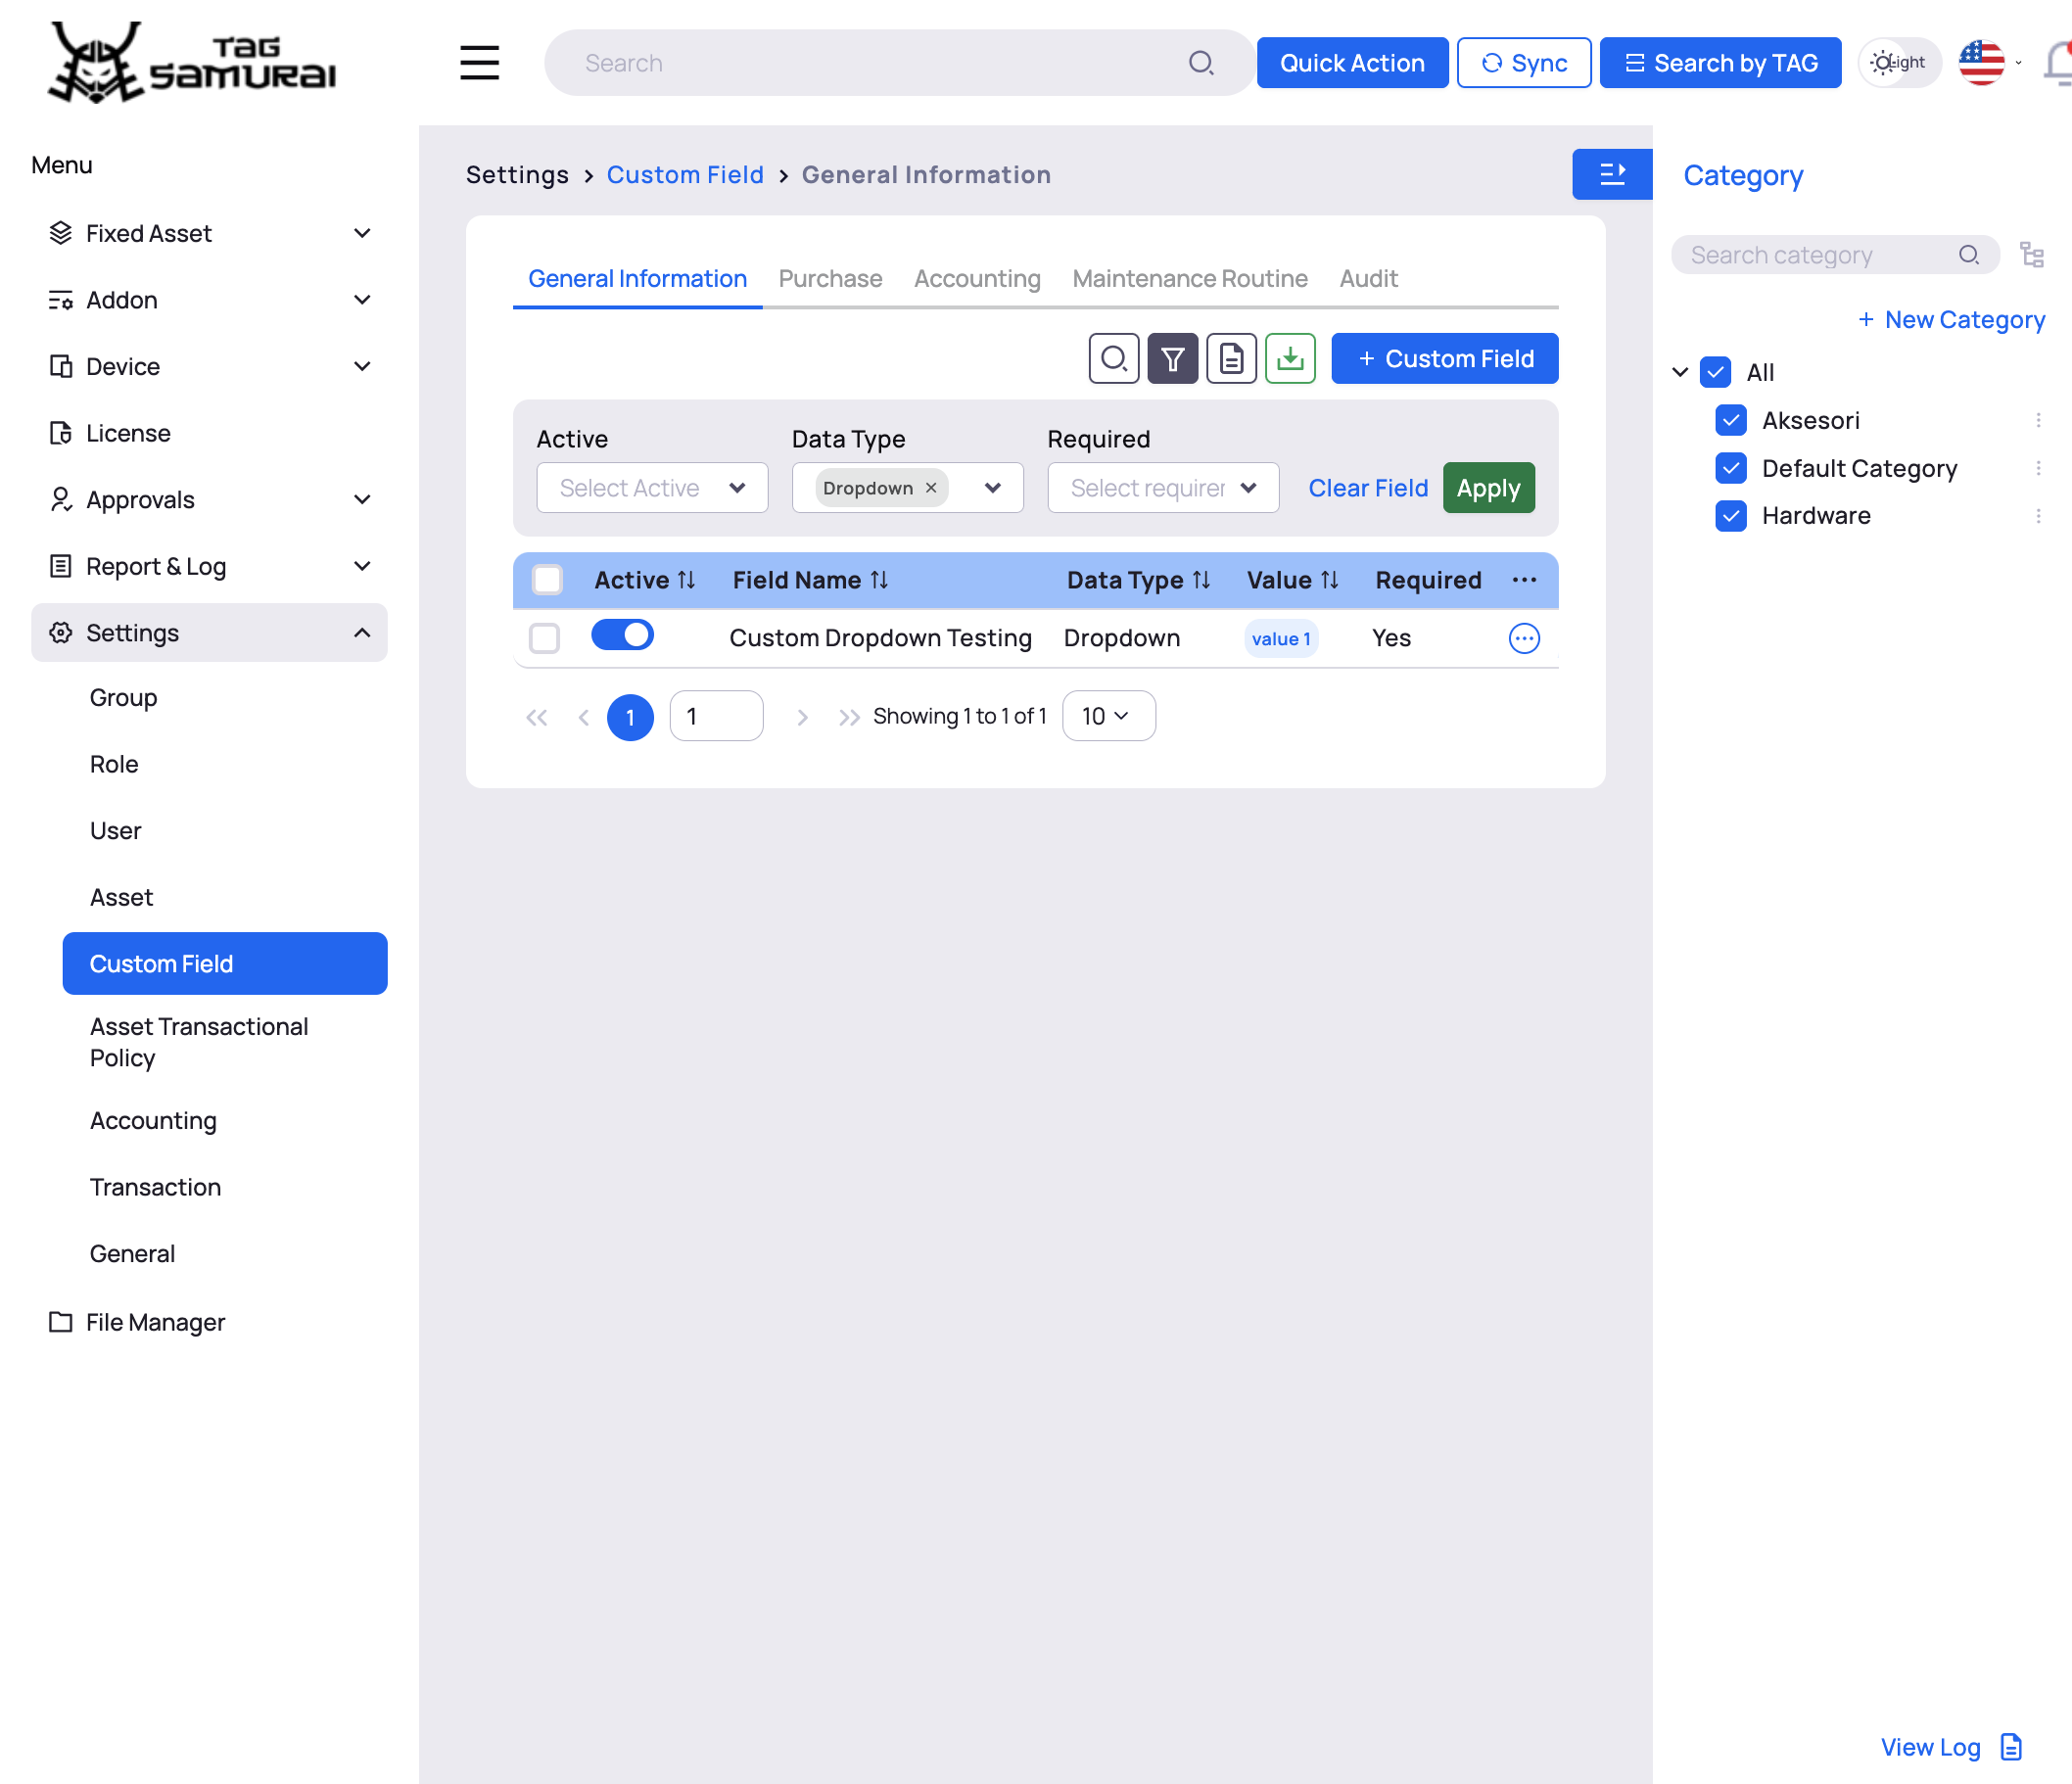 TAG
SAMURAI
Search
Quick Action
Sync
Search by TAG
Light
Menu
Fixed Asset
Addon
Device
License
Approvals
Report & Log
Settings
Group
Role
User
Asset
Custom Field
Asset Transactional
Policy
Accounting
Transaction
General
File Manager
Settings > Custom Field > General Information
General Information Purchase Accounting Maintenance Routine Audit
+ Custom Field
Active Data Type Required
Select Active Dropdown × Select requirer Clear Field Apply
Active Field Name Data Type Value Required ...
Custom Dropdown Testing Dropdown value 1 Yes
1 1 Showing 1 to 1 of 1 10
Category
Search category
+ New Category
All
Aksesori
Default Category
Hardware
View Log